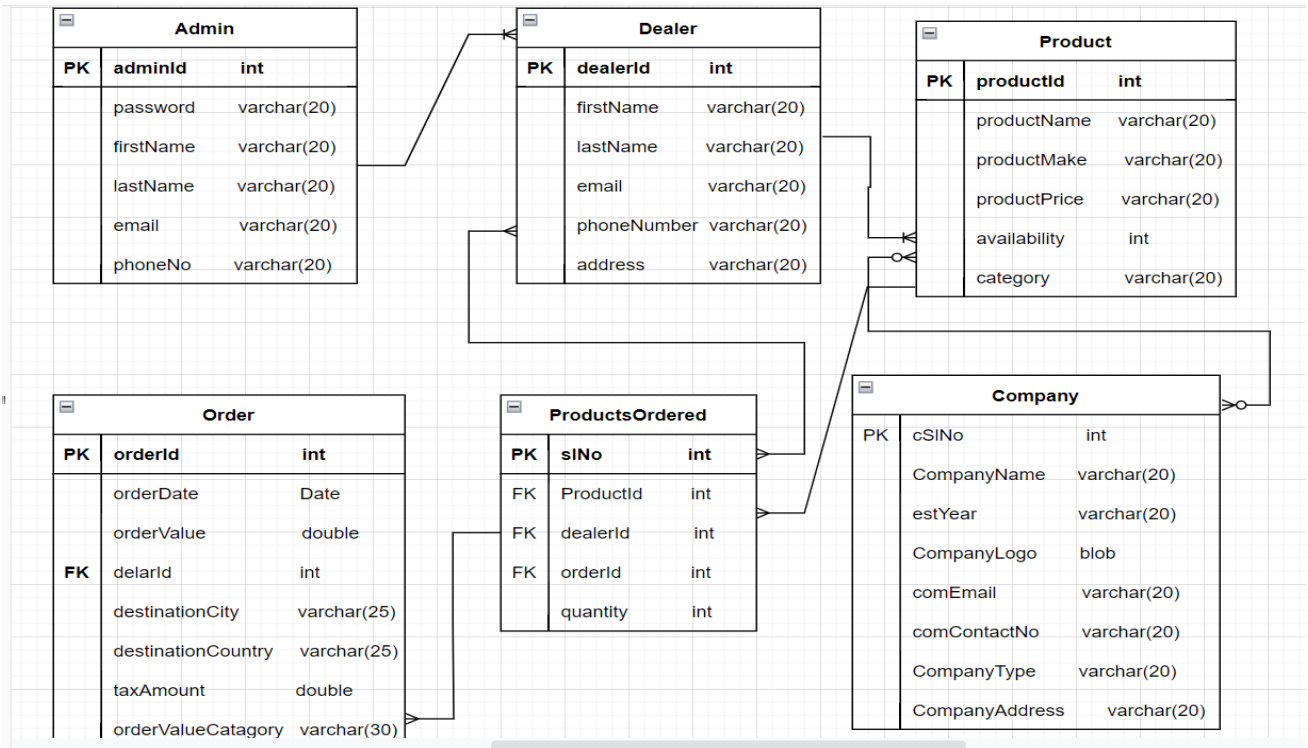 Admin
PK adminId int
password varchar(20)
firstName varchar(20)
lastName varchar(20)
email varchar(20)
phoneNo varchar(20)
Dealer
PK dealerId int
firstName varchar(20)
lastName varchar(20)
email varchar(20)
phoneNumber varchar(20)
address varchar(20)
Product
PK productId int
productName varchar(20)
productMake varchar(20)
productPrice varchar(20)
availability int
category varchar(20)
Order
PK orderId int
orderDate Date
orderValue double
FK delarId int
destinationCity varchar(25)
destinationCountry varchar(25)
taxAmount double
orderValueCatagory varchar(30)
ProductsOrdered
PK slNo int
FK ProductId int
FK dealerId int
FK orderId int
quantity int
Company
PK cSlNo int
CompanyName varchar(20)
estYear varchar(20)
CompanyLogo blob
comEmail varchar(20)
comContactNo varchar(20)
CompanyType varchar(20)
CompanyAddress varchar(20)